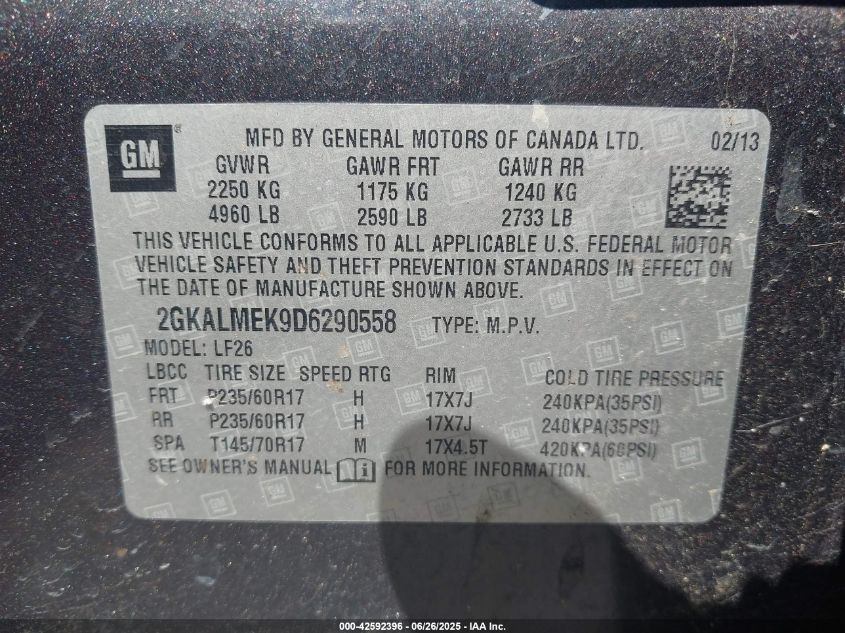 GM
MFD BY GENERAL MOTORS OF CANADA LTD. 02/13
GVWR GAWR FRT GAWR RR
2250 KG 1175 KG 1240 KG
4960 LB 2590 LB 2733 LB
THIS VEHICLE CONFORMS TO ALL APPLICABLE U.S. FEDERAL MOTOR
VEHICLE SAFETY AND THEFT PREVENTION STANDARDS IN EFFECT ON
THE DATE OF MANUFACTURE SHOWN ABOVE.
2GKALMEK9D6290558 TYPE: M.P.V.
MODEL: LF26
LBCC TIRE SIZE SPEED RTG RIM COLD TIRE PRESSURE
FRT P235/60R17 H 17X7J 240KPA(35PSI)
RR P235/60R17 H 17X7J 240KPA(35PSI)
SPA T145/70R17 M 17X4.5T 420KPA(60PSI)
SEE OWNER'S MANUAL FOR MORE INFORMATION.
000-42592396 - 06/26/2025 - IAA Inc.